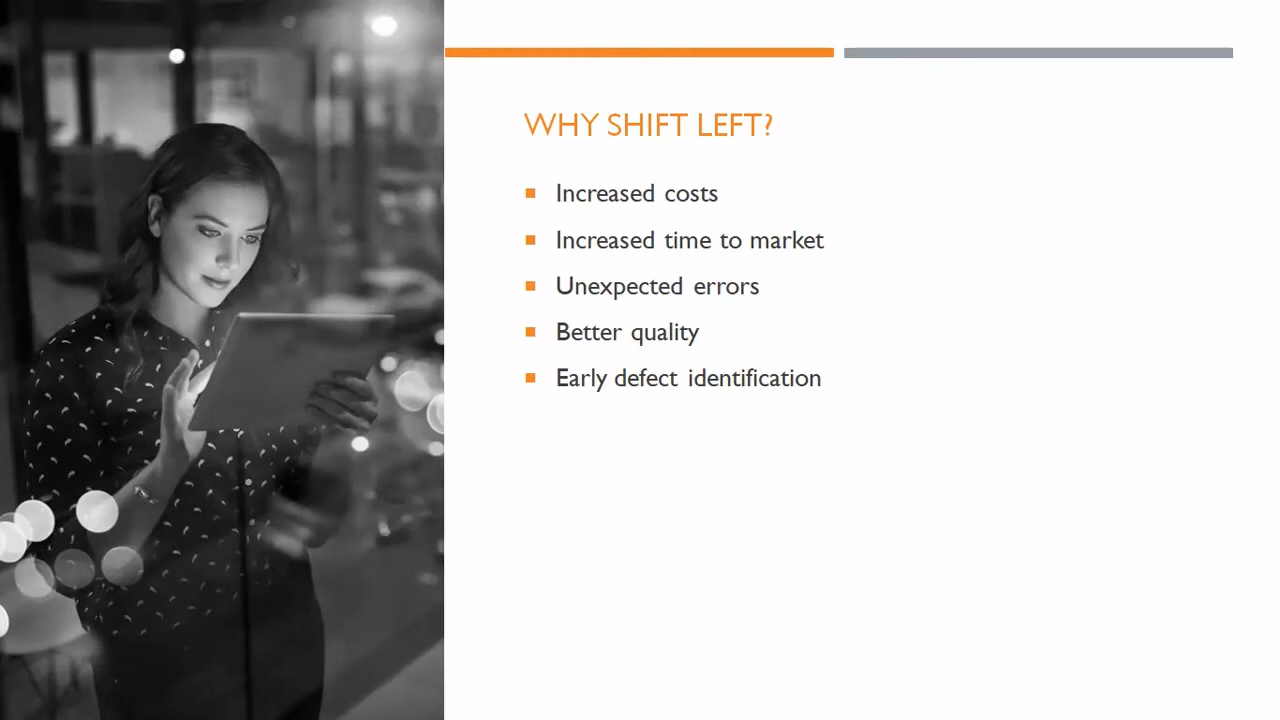 WHY SHIFT LEFT?
Increased costs
Increased time to market
Unexpected errors
Better quality
Early defect identification